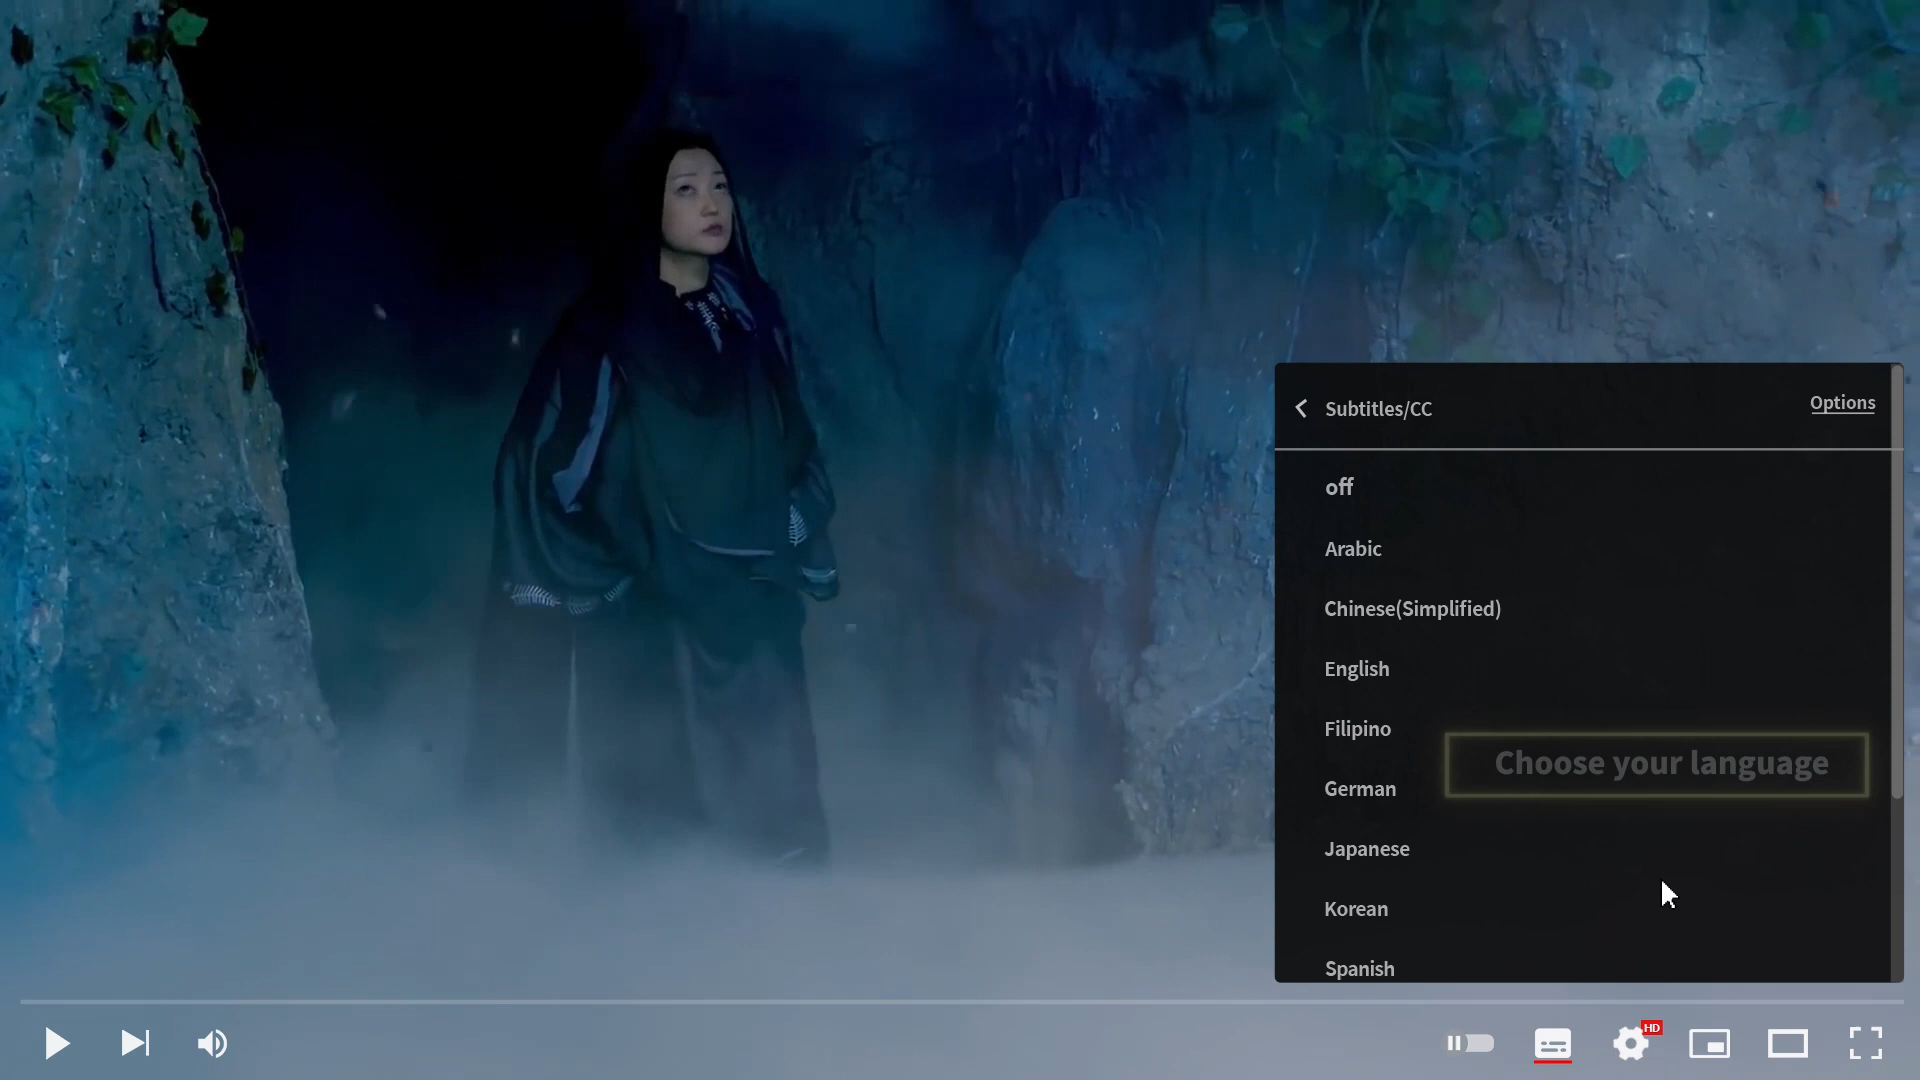 Subtitles/CC
Options
off
Arabic
Chinese(Simplified)
English
Filipino
Choose your language
German
Japanese
Korean
Spanish
HD